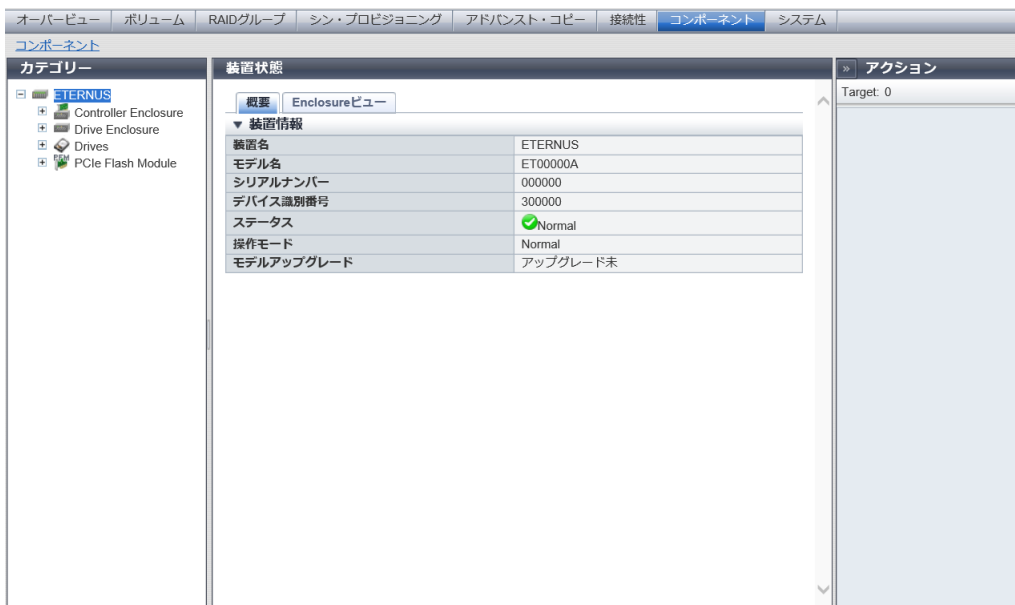 オーバービュー ボリューム RAIDグループ シン・プロビジョニング アドバンスト・コピー 接続性 コンポーネント システム
コンポーネント
カテゴリー
ETERNUS
Controller Enclosure
Drive Enclosure
Drives
PCIe Flash Module
装置状態
概要 Enclosureビュー
▼ 装置情報
装置名 ETERNUS
モデル名 ET00000A
シリアルナンバー 000000
デバイス識別番号 300000
ステータス Normal
操作モード Normal
モデルアップグレード アップグレード未
» アクション
Target: 0